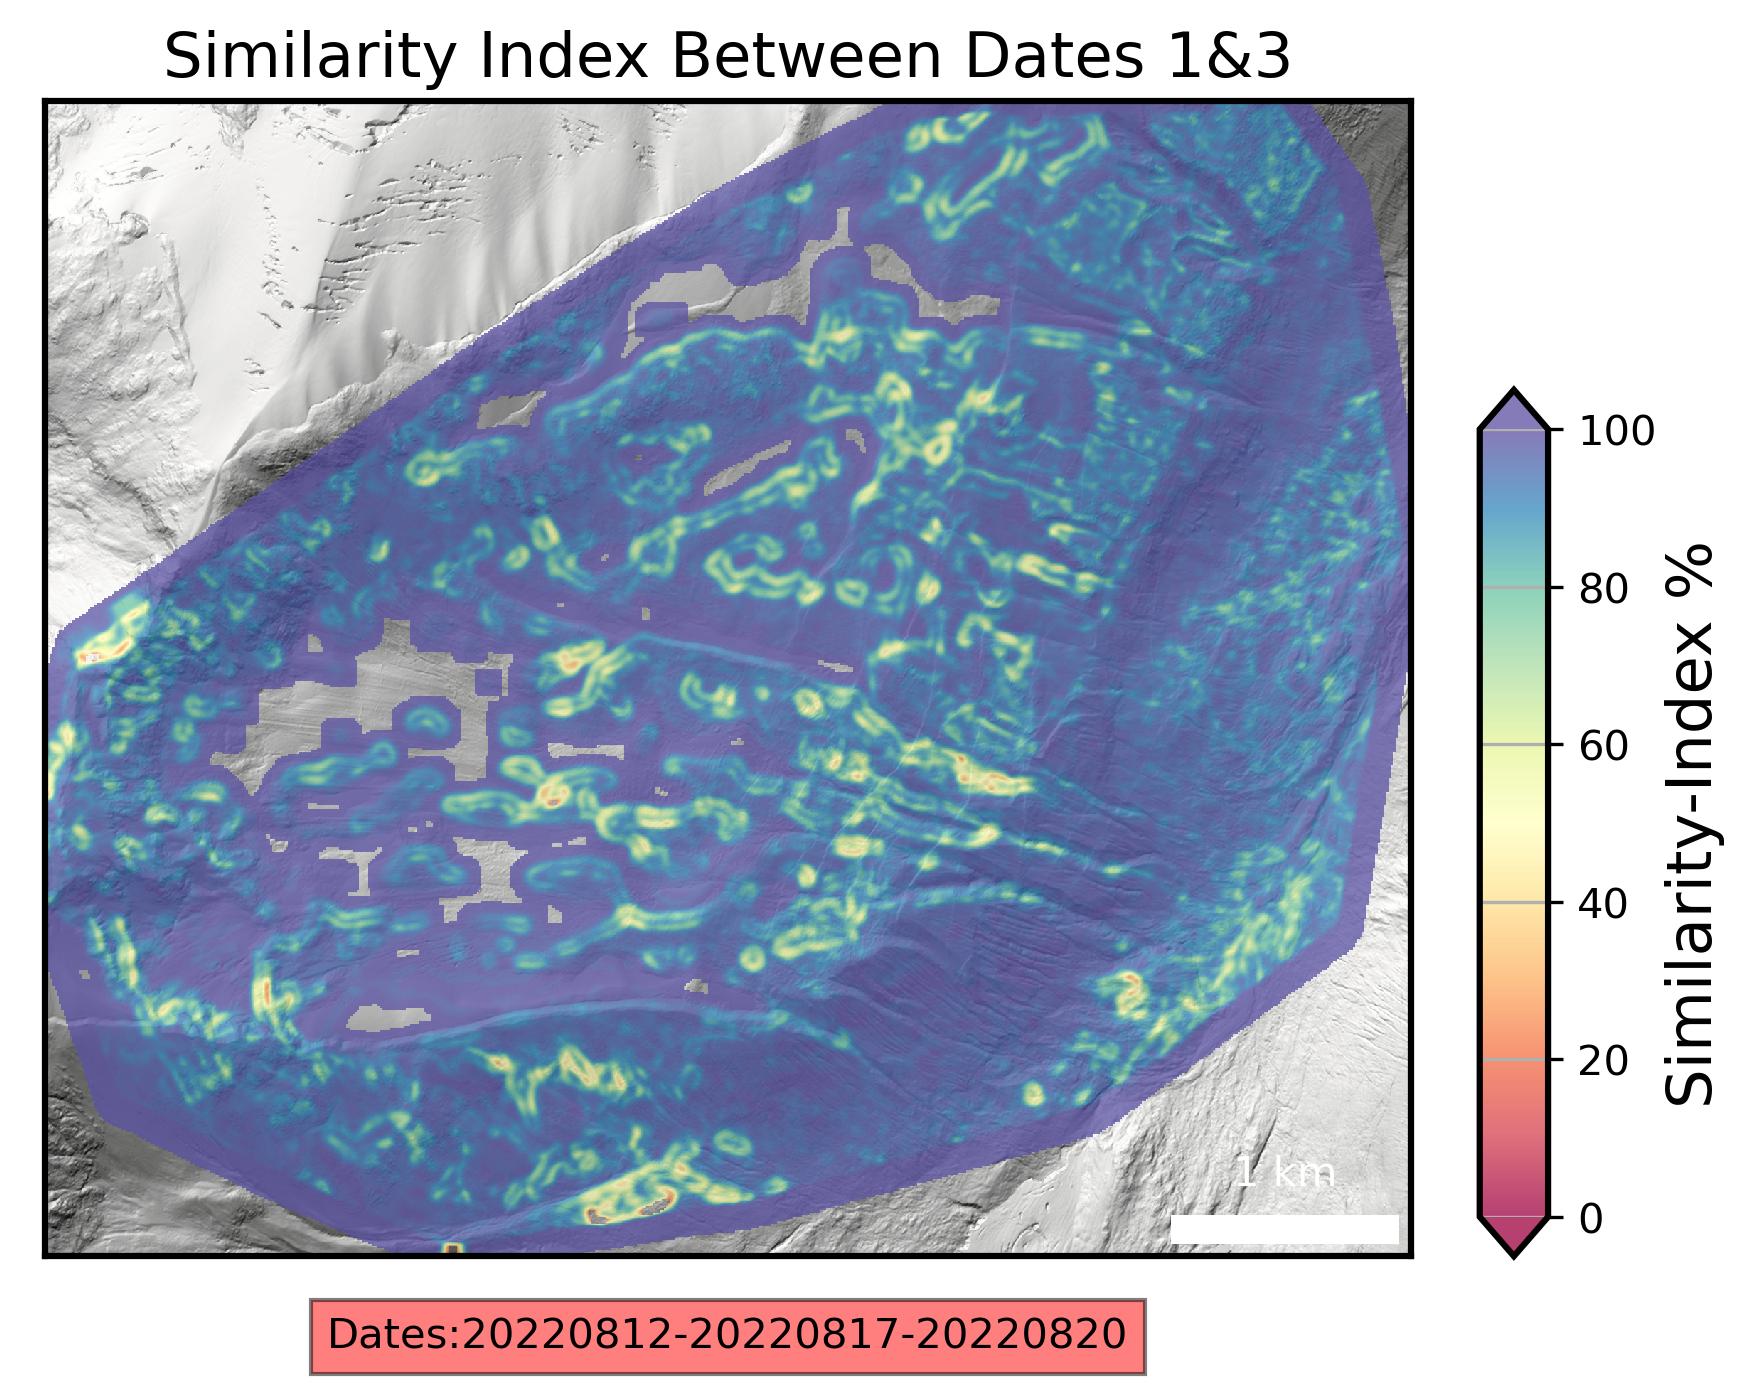 Similarity Index Between Dates 1&3
100
80
60
40
20
0
Similarity-Index %
1 km
Dates:20220812-20220817-20220820